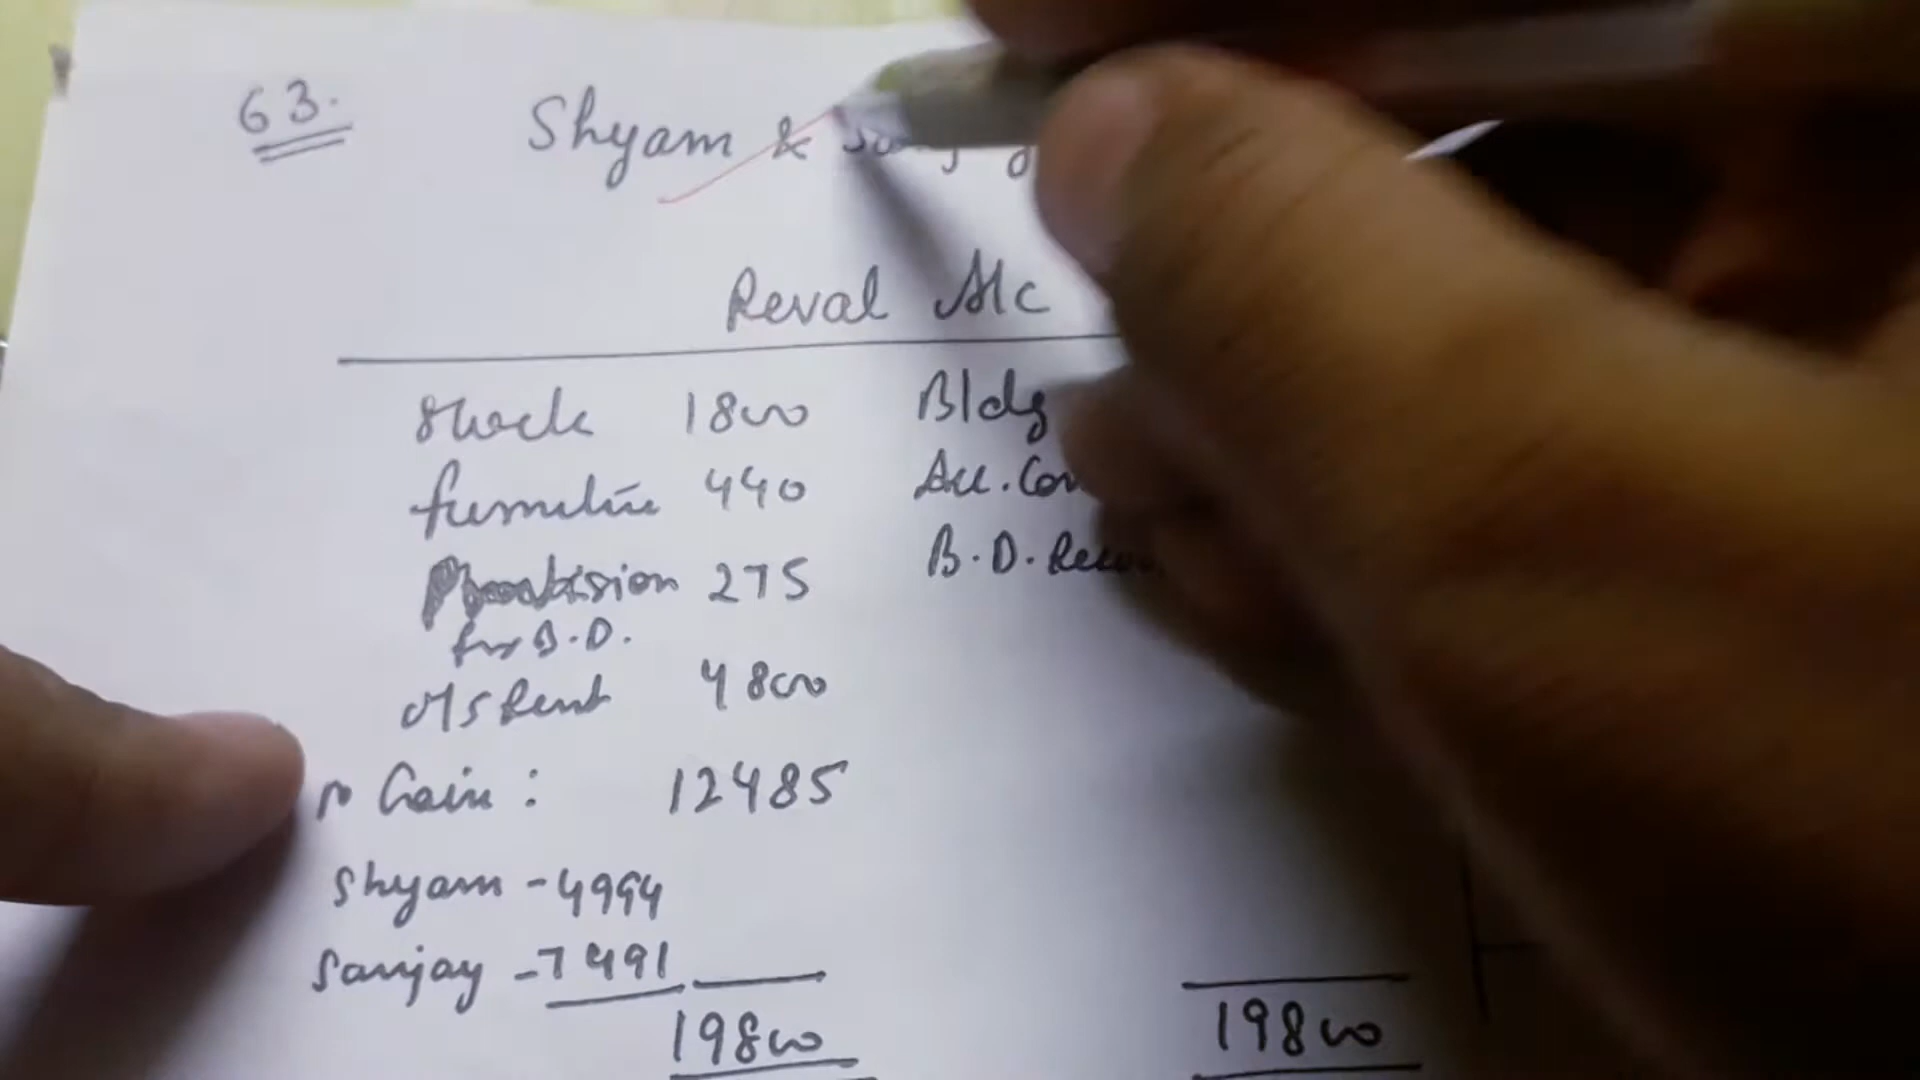 63.
Shyam &
Reval A/c
Stock 1800 Bldg
furniture 440 Acc.
Provision 275 B.D.
for B.D.
O/S Rent 4800
Gain : 12485
Shyam - 4994
Sanjay - 7491
19800 19800